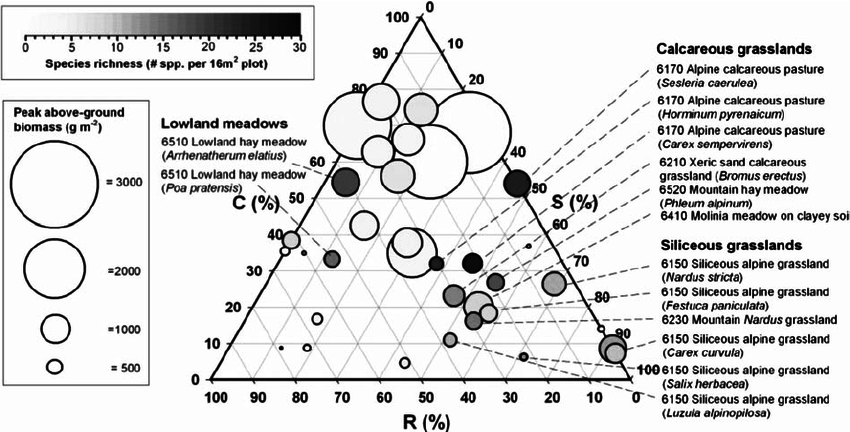 0 5 10 15 20 25 30
Species richness (# spp. per 16m² plot)
Peak above-ground
biomass (g m⁻²)
= 3000
=2000
=1000
= 500
Lowland meadows
6510 Lowland hay meadow
(Arrhenatherum elatius)
6510 Lowland hay meadow
(Poa pratensis)
C (%)
100
90
80
60
50
40
30
20
10
0
0
10
20
40
50
S (%)
60
70
80
90
100
100 90 80 70 60 50 40 30 20 10 0
R (%)
Calcareous grasslands
6170 Alpine calcareous pasture
(Sesleria caerulea)
6170 Alpine calcareous pasture
(Horminum pyrenaicum)
6170 Alpine calcareous pasture
(Carex sempervirens)
6210 Xeric sand calcareous
grassland (Bromus erectus)
6520 Mountain hay meadow
(Phleum alpinum)
6410 Molinia meadow on clayey soi
Siliceous grasslands
6150 Siliceous alpine grassland
(Nardus stricta)
6150 Siliceous alpine grassland
(Festuca paniculata)
6230 Mountain Nardus grassland
6150 Siliceous alpine grassland
(Carex curvula)
6150 Siliceous alpine grassland
(Salix herbacea)
6150 Siliceous alpine grassland
(Luzula alpinopilosa)